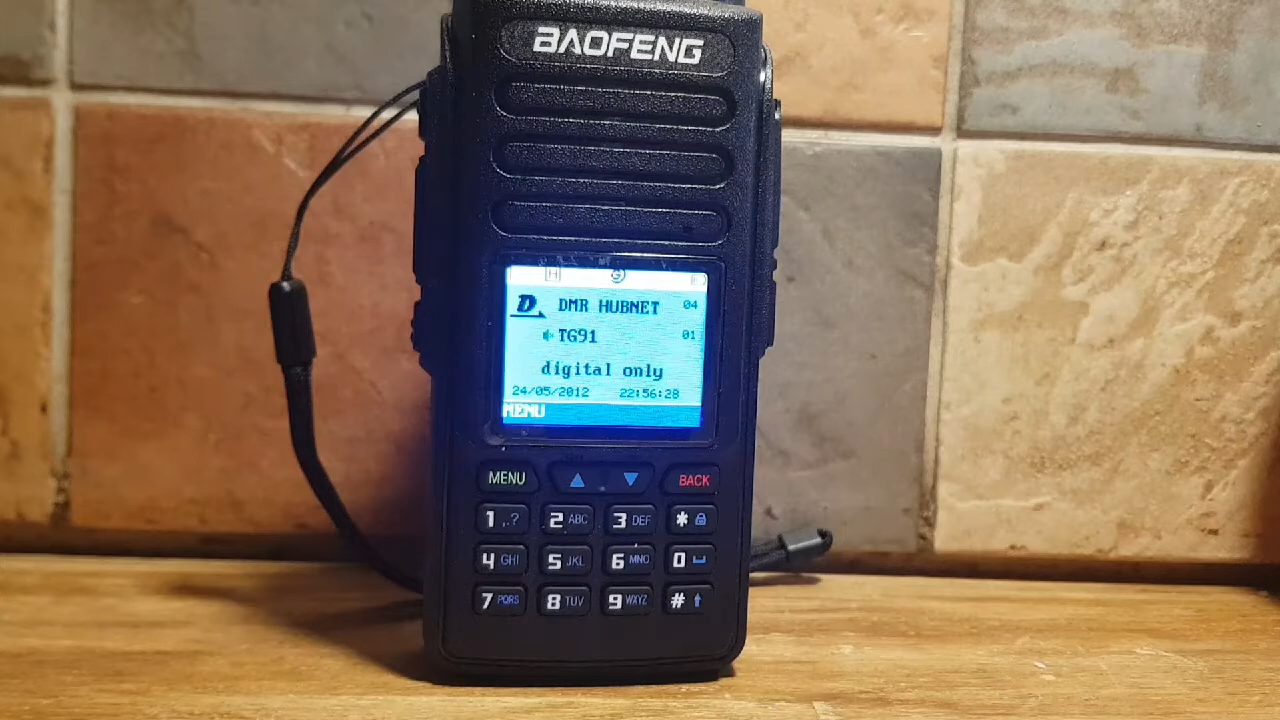 BAOFENG
H
D DMR HUBNET 04
TG91 01
digital only
24/05/2012 22:56:28
MENU
MENU BACK
1 ,.? 2 ABC 3 DEF *
4 GHI 5 JKL 6 MNO 0
7 PQRS 8 TUV 9 WXYZ #